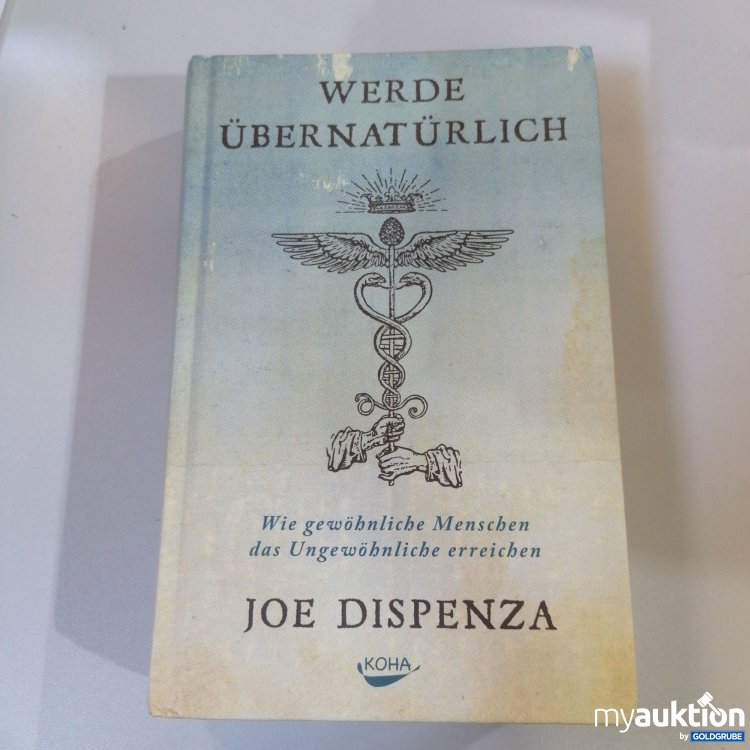 WERDE
ÜBERNATÜRLICH
Wie gewöhnliche Menschen
das Ungewöhnliche erreichen
JOE DISPENZA
KOHA
myauktion
by GOLDGRUBE